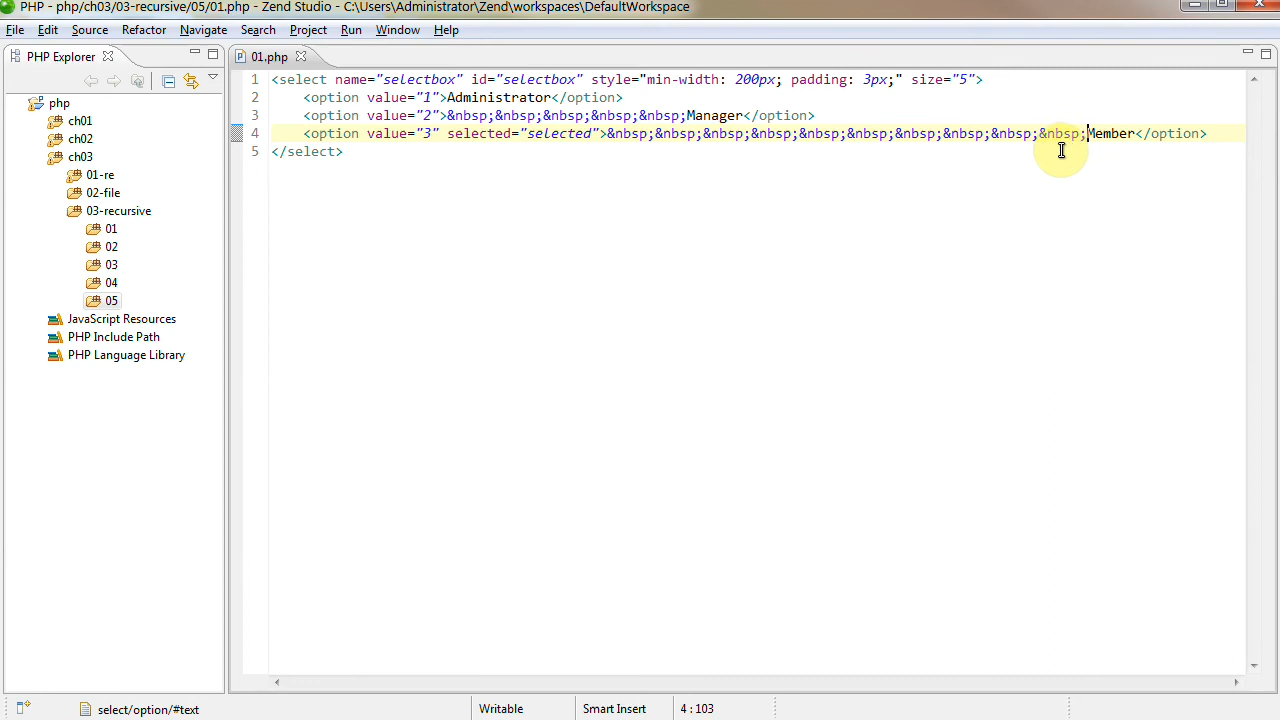 PHP - php/ch03/03-recursive/05/01.php - Zend Studio - C:\Users\Administrator\Zend\workspaces\DefaultWorkspace
File Edit Source Refactor Navigate Search Project Run Window Help
PHP Explorer
php
ch01
ch02
ch03
01-re
02-file
03-recursive
01
02
03
04
05
JavaScript Resources
PHP Include Path
PHP Language Library
01.php
1 <select name="selectbox" id="selectbox" style="min-width: 200px; padding: 3px;" size="5">
2 <option value="1">Administrator</option>
3 <option value="2">&nbsp;&nbsp;&nbsp;&nbsp;&nbsp;Manager</option>
4 <option value="3" selected="selected">&nbsp;&nbsp;&nbsp;&nbsp;&nbsp;&nbsp;&nbsp;&nbsp;&nbsp;&nbsp;Member</option>
5 </select>
select/option/#text Writable Smart Insert 4 : 103